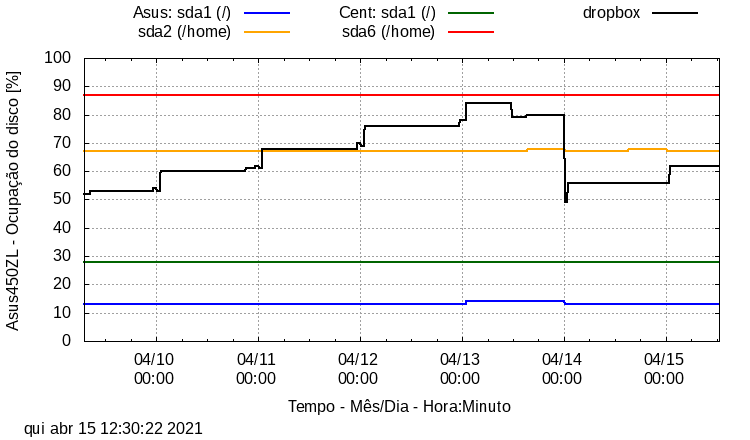 Asus: sda1 (/) Cent: sda1 (/) dropbox
sda2 (/home) sda6 (/home)
Asus450ZL - Ocupação do disco [%]
100
90
80
70
60
50
40
30
20
10
0
04/10 04/11 04/12 04/13 04/14 04/15
00:00 00:00 00:00 00:00 00:00 00:00
Tempo - Mês/Dia - Hora:Minuto
qui abr 15 12:30:22 2021